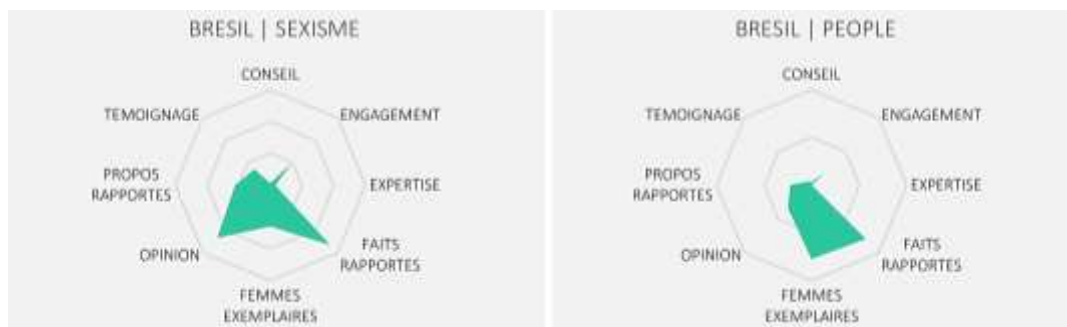 BRESIL | SEXISME
CONSEIL
TEMOIGNAGE
ENGAGEMENT
PROPOS
RAPPORTES
EXPERTISE
OPINION
FAITS
RAPPORTES
FEMMES
EXEMPLAIRES
BRESIL | PEOPLE
CONSEIL
TEMOIGNAGE
ENGAGEMENT
PROPOS
RAPPORTES
EXPERTISE
OPINION
FAITS
RAPPORTES
FEMMES
EXEMPLAIRES